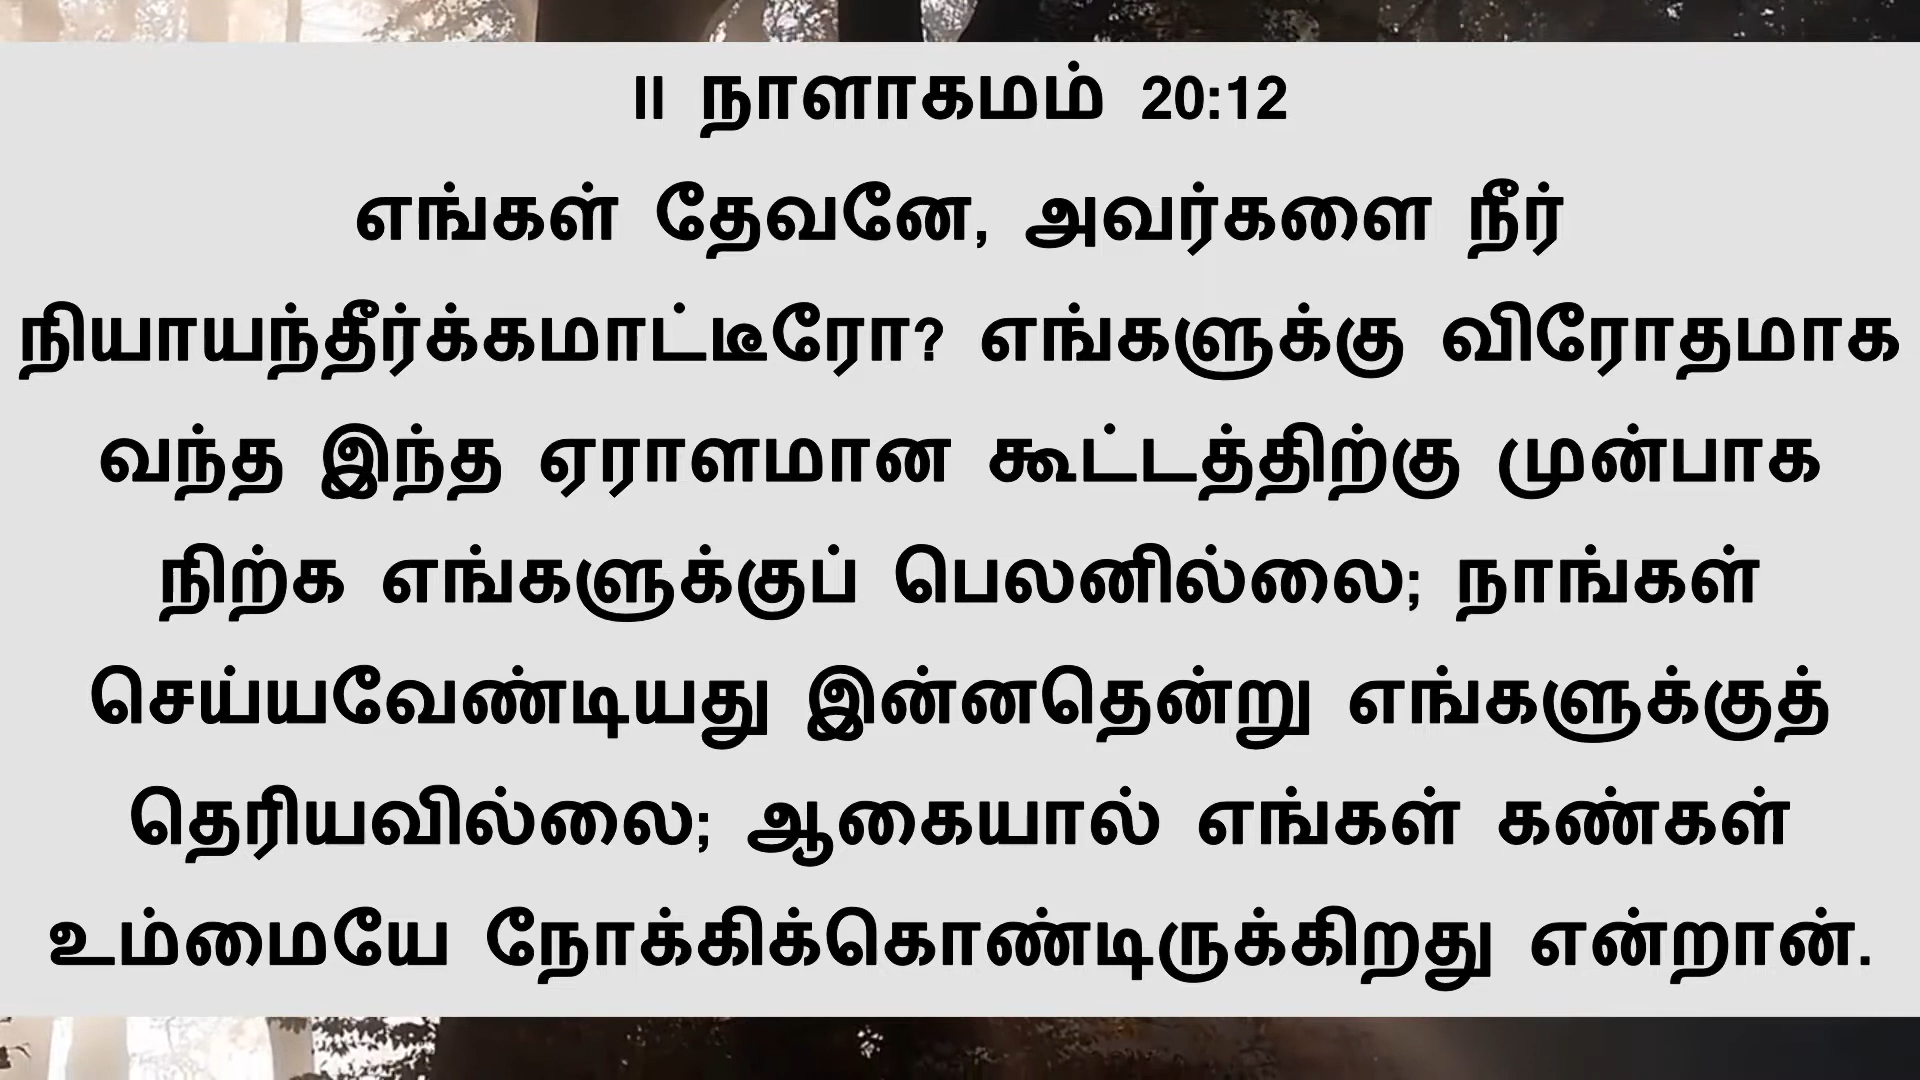 II நாளாகமம் 20:12
எங்கள் தேவனே, அவர்களை நீர்
நியாயந்தீர்க்கமாட்டீரோ? எங்களுக்கு விரோதமாக
வந்த இந்த ஏராளமான கூட்டத்திற்கு முன்பாக
நிற்க எங்களுக்குப் பெலனில்லை; நாங்கள்
செய்யவேண்டியது இன்னதென்று எங்களுக்குத்
தெரியவில்லை; ஆகையால் எங்கள் கண்கள்
உம்மையே நோக்கிக்கொண்டிருக்கிறது என்றான்.